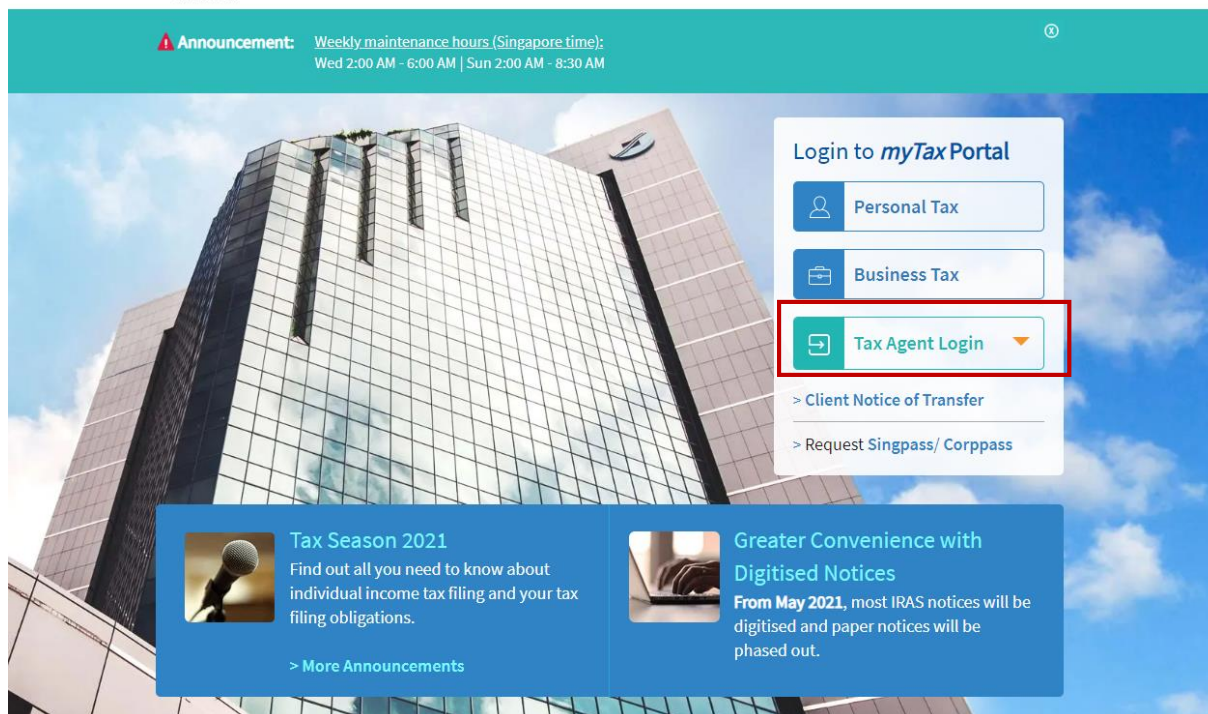 Announcement: Weekly maintenance hours (Singapore time):
Wed 2:00 AM - 6:00 AM | Sun 2:00 AM - 8:30 AM
Login to myTax Portal
Personal Tax
Business Tax
Tax Agent Login
> Client Notice of Transfer
> Request Singpass/ Corppass
Tax Season 2021
Find out all you need to know about
individual income tax filing and your tax
filing obligations.
> More Announcements
Greater Convenience with
Digitised Notices
From May 2021, most IRAS notices will be
digitised and paper notices will be
phased out.